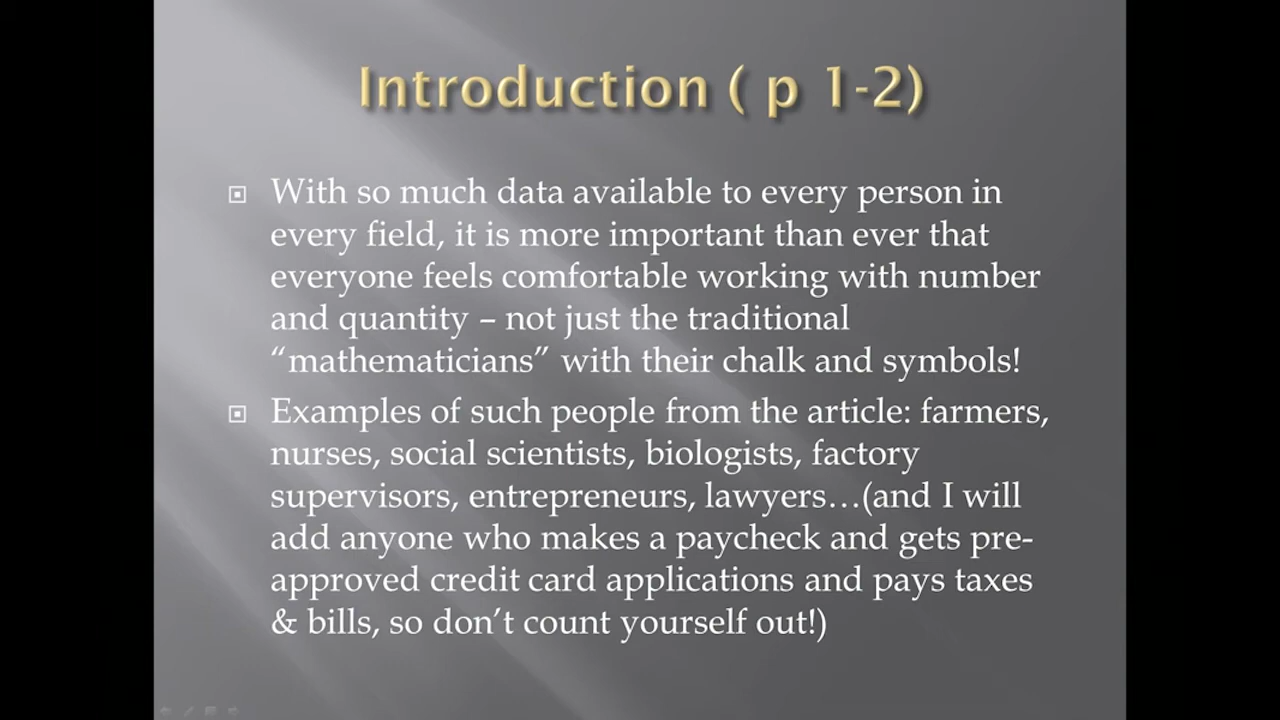 Introduction ( p 1-2)
With so much data available to every person in
every field, it is more important than ever that
everyone feels comfortable working with number
and quantity – not just the traditional
“mathematicians” with their chalk and symbols!
Examples of such people from the article: farmers,
nurses, social scientists, biologists, factory
supervisors, entrepreneurs, lawyers…(and I will
add anyone who makes a paycheck and gets pre-
approved credit card applications and pays taxes
& bills, so don’t count yourself out!)